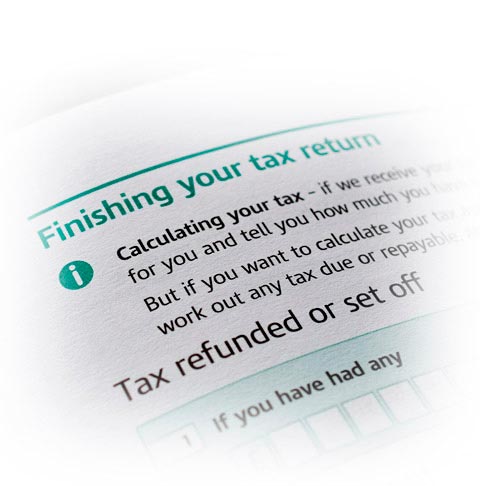 Finishing your tax return
i
Calculating your tax – if we receive your
for you and tell you how much you have
But if you want to calculate your tax
work out any tax due or repayable
Tax refunded or set off
1 If you have had any